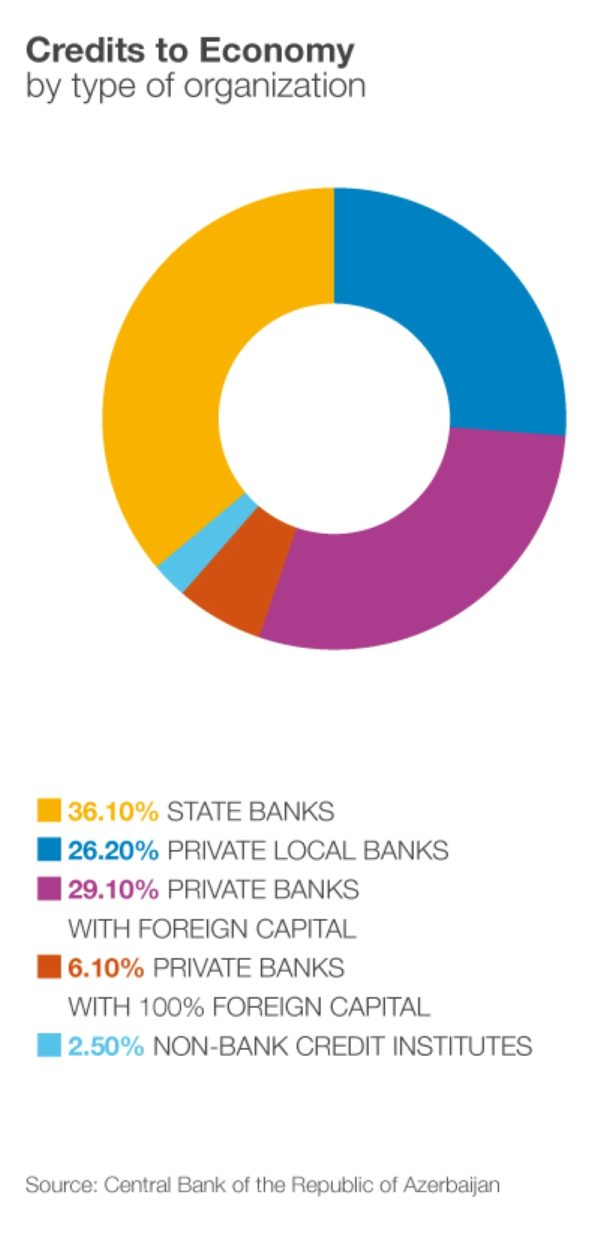 Credits to Economy
by type of organization
36.10% STATE BANKS
26.20% PRIVATE LOCAL BANKS
29.10% PRIVATE BANKS
WITH FOREIGN CAPITAL
6.10% PRIVATE BANKS
WITH 100% FOREIGN CAPITAL
2.50% NON-BANK CREDIT INSTITUTES
Source: Central Bank of the Republic of Azerbaijan